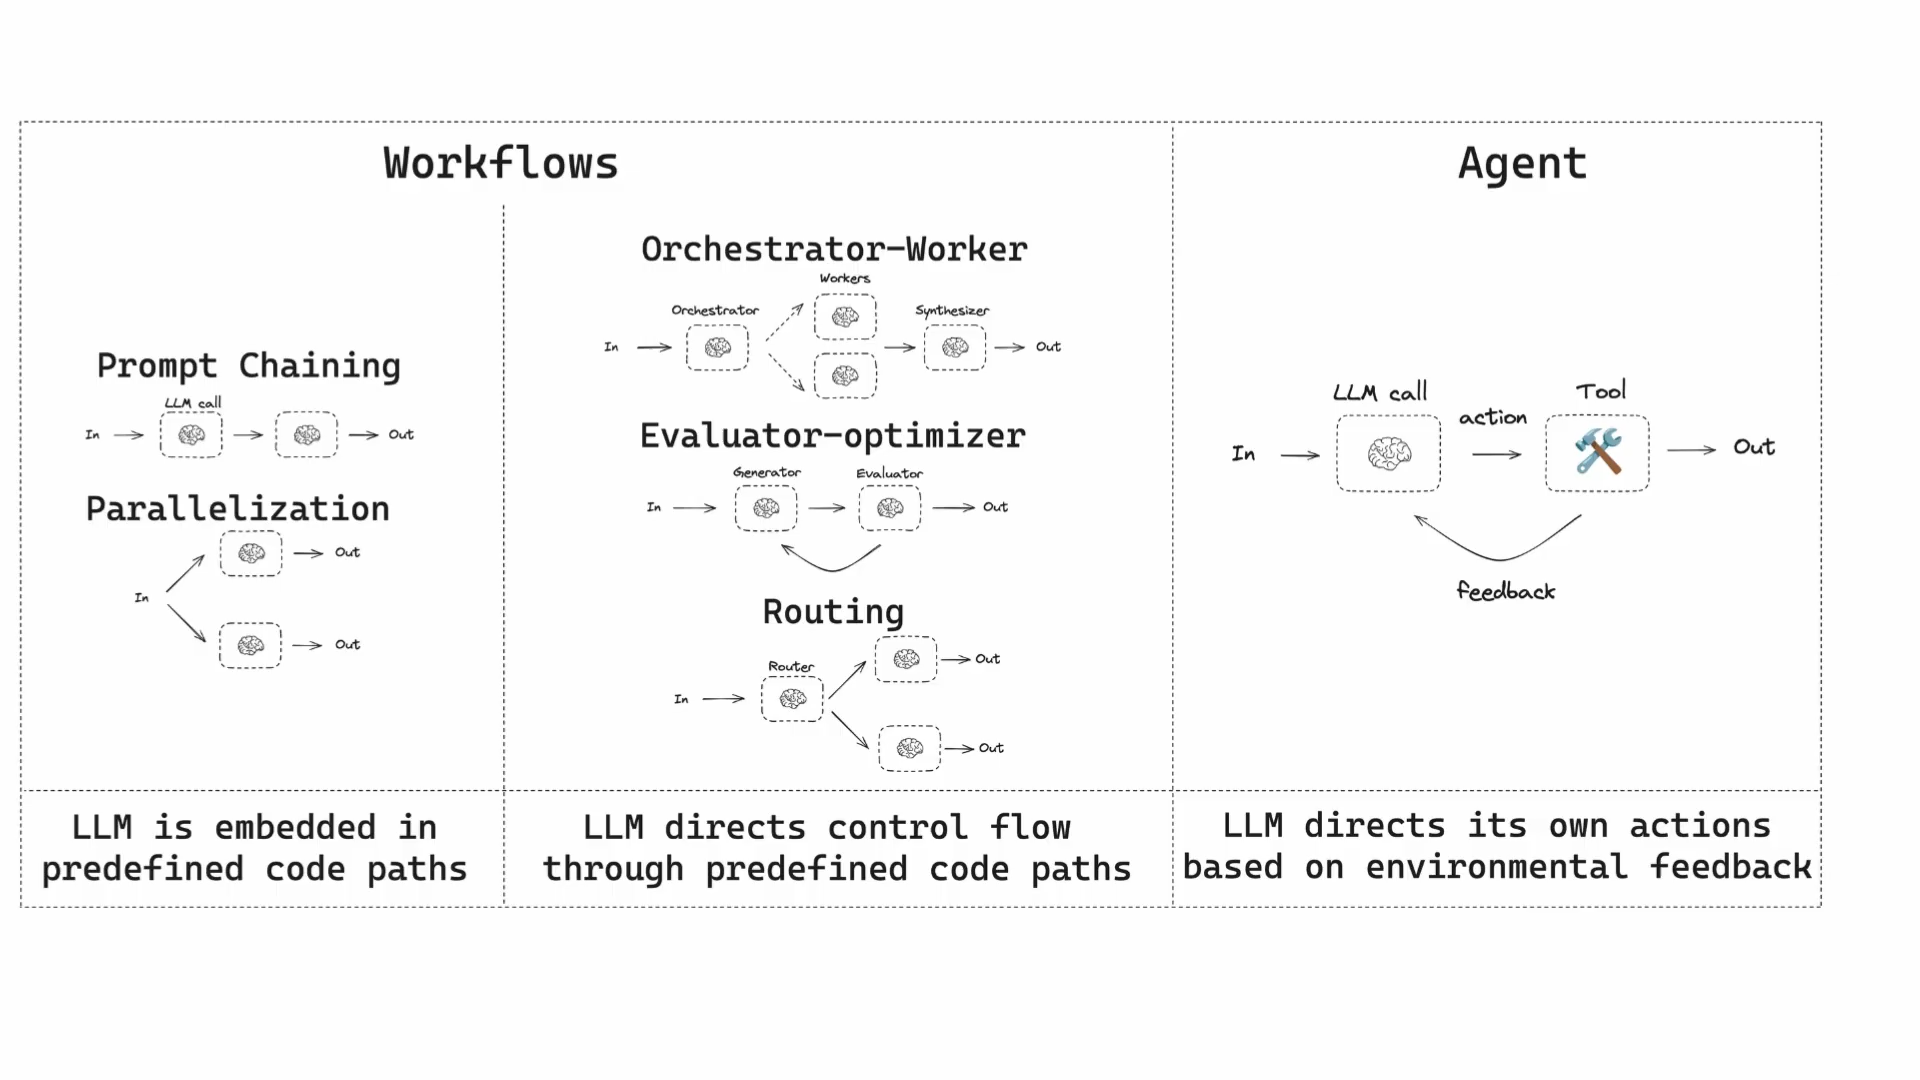 Workflows
Agent
Prompt Chaining
LLM call
In
Out
Parallelization
In
Out
Out
Orchestrator-Worker
Workers
Orchestrator
Synthesizer
In
Out
Evaluator-optimizer
Generator
Evaluator
In
Out
Routing
Router
In
Out
Out
LLM call
action
Tool
In
Out
feedback
LLM is embedded in
predefined code paths
LLM directs control flow
through predefined code paths
LLM directs its own actions
based on environmental feedback